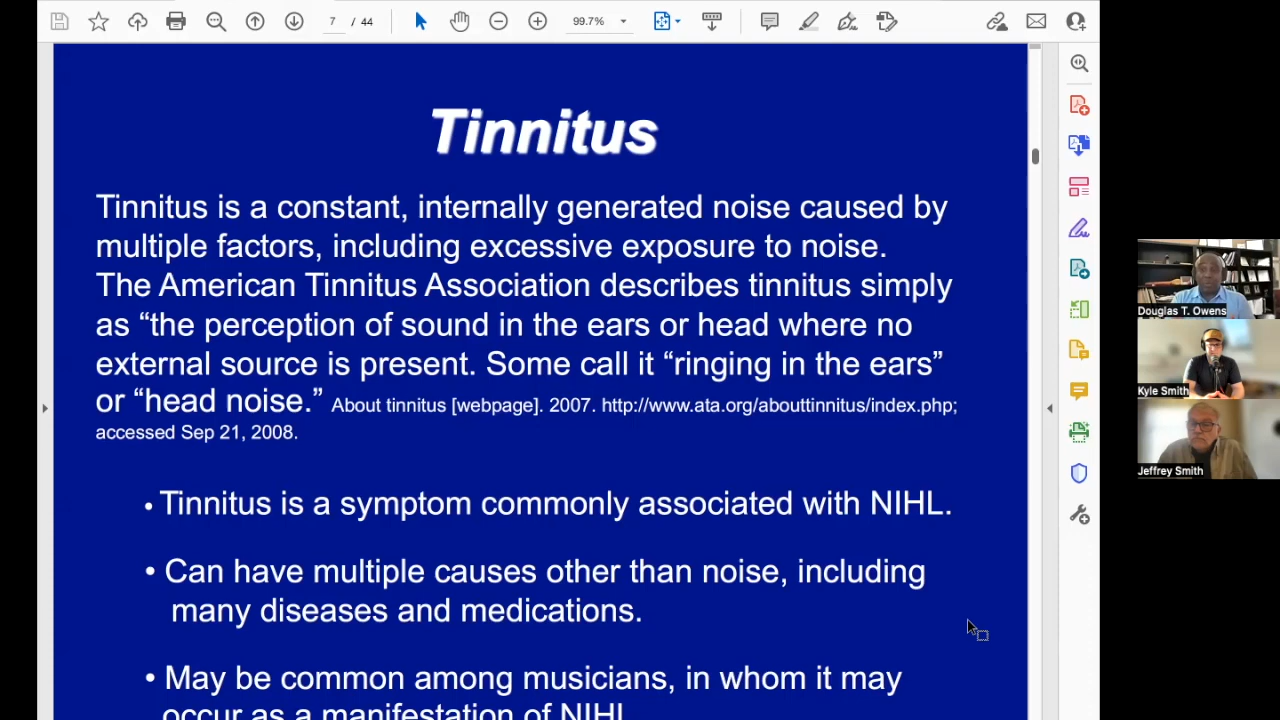 7 / 44
99.7%
Tinnitus
Tinnitus is a constant, internally generated noise caused by
multiple factors, including excessive exposure to noise.
The American Tinnitus Association describes tinnitus simply
as “the perception of sound in the ears or head where no
external source is present. Some call it “ringing in the ears”
or “head noise.” About tinnitus [webpage]. 2007. http://www.ata.org/abouttinnitus/index.php;
accessed Sep 21, 2008.
• Tinnitus is a symptom commonly associated with NIHL.
• Can have multiple causes other than noise, including
many diseases and medications.
• May be common among musicians, in whom it may
occur as a manifestation of NIHL
Douglas T. Owens
Kyle Smith
Jeffrey Smith